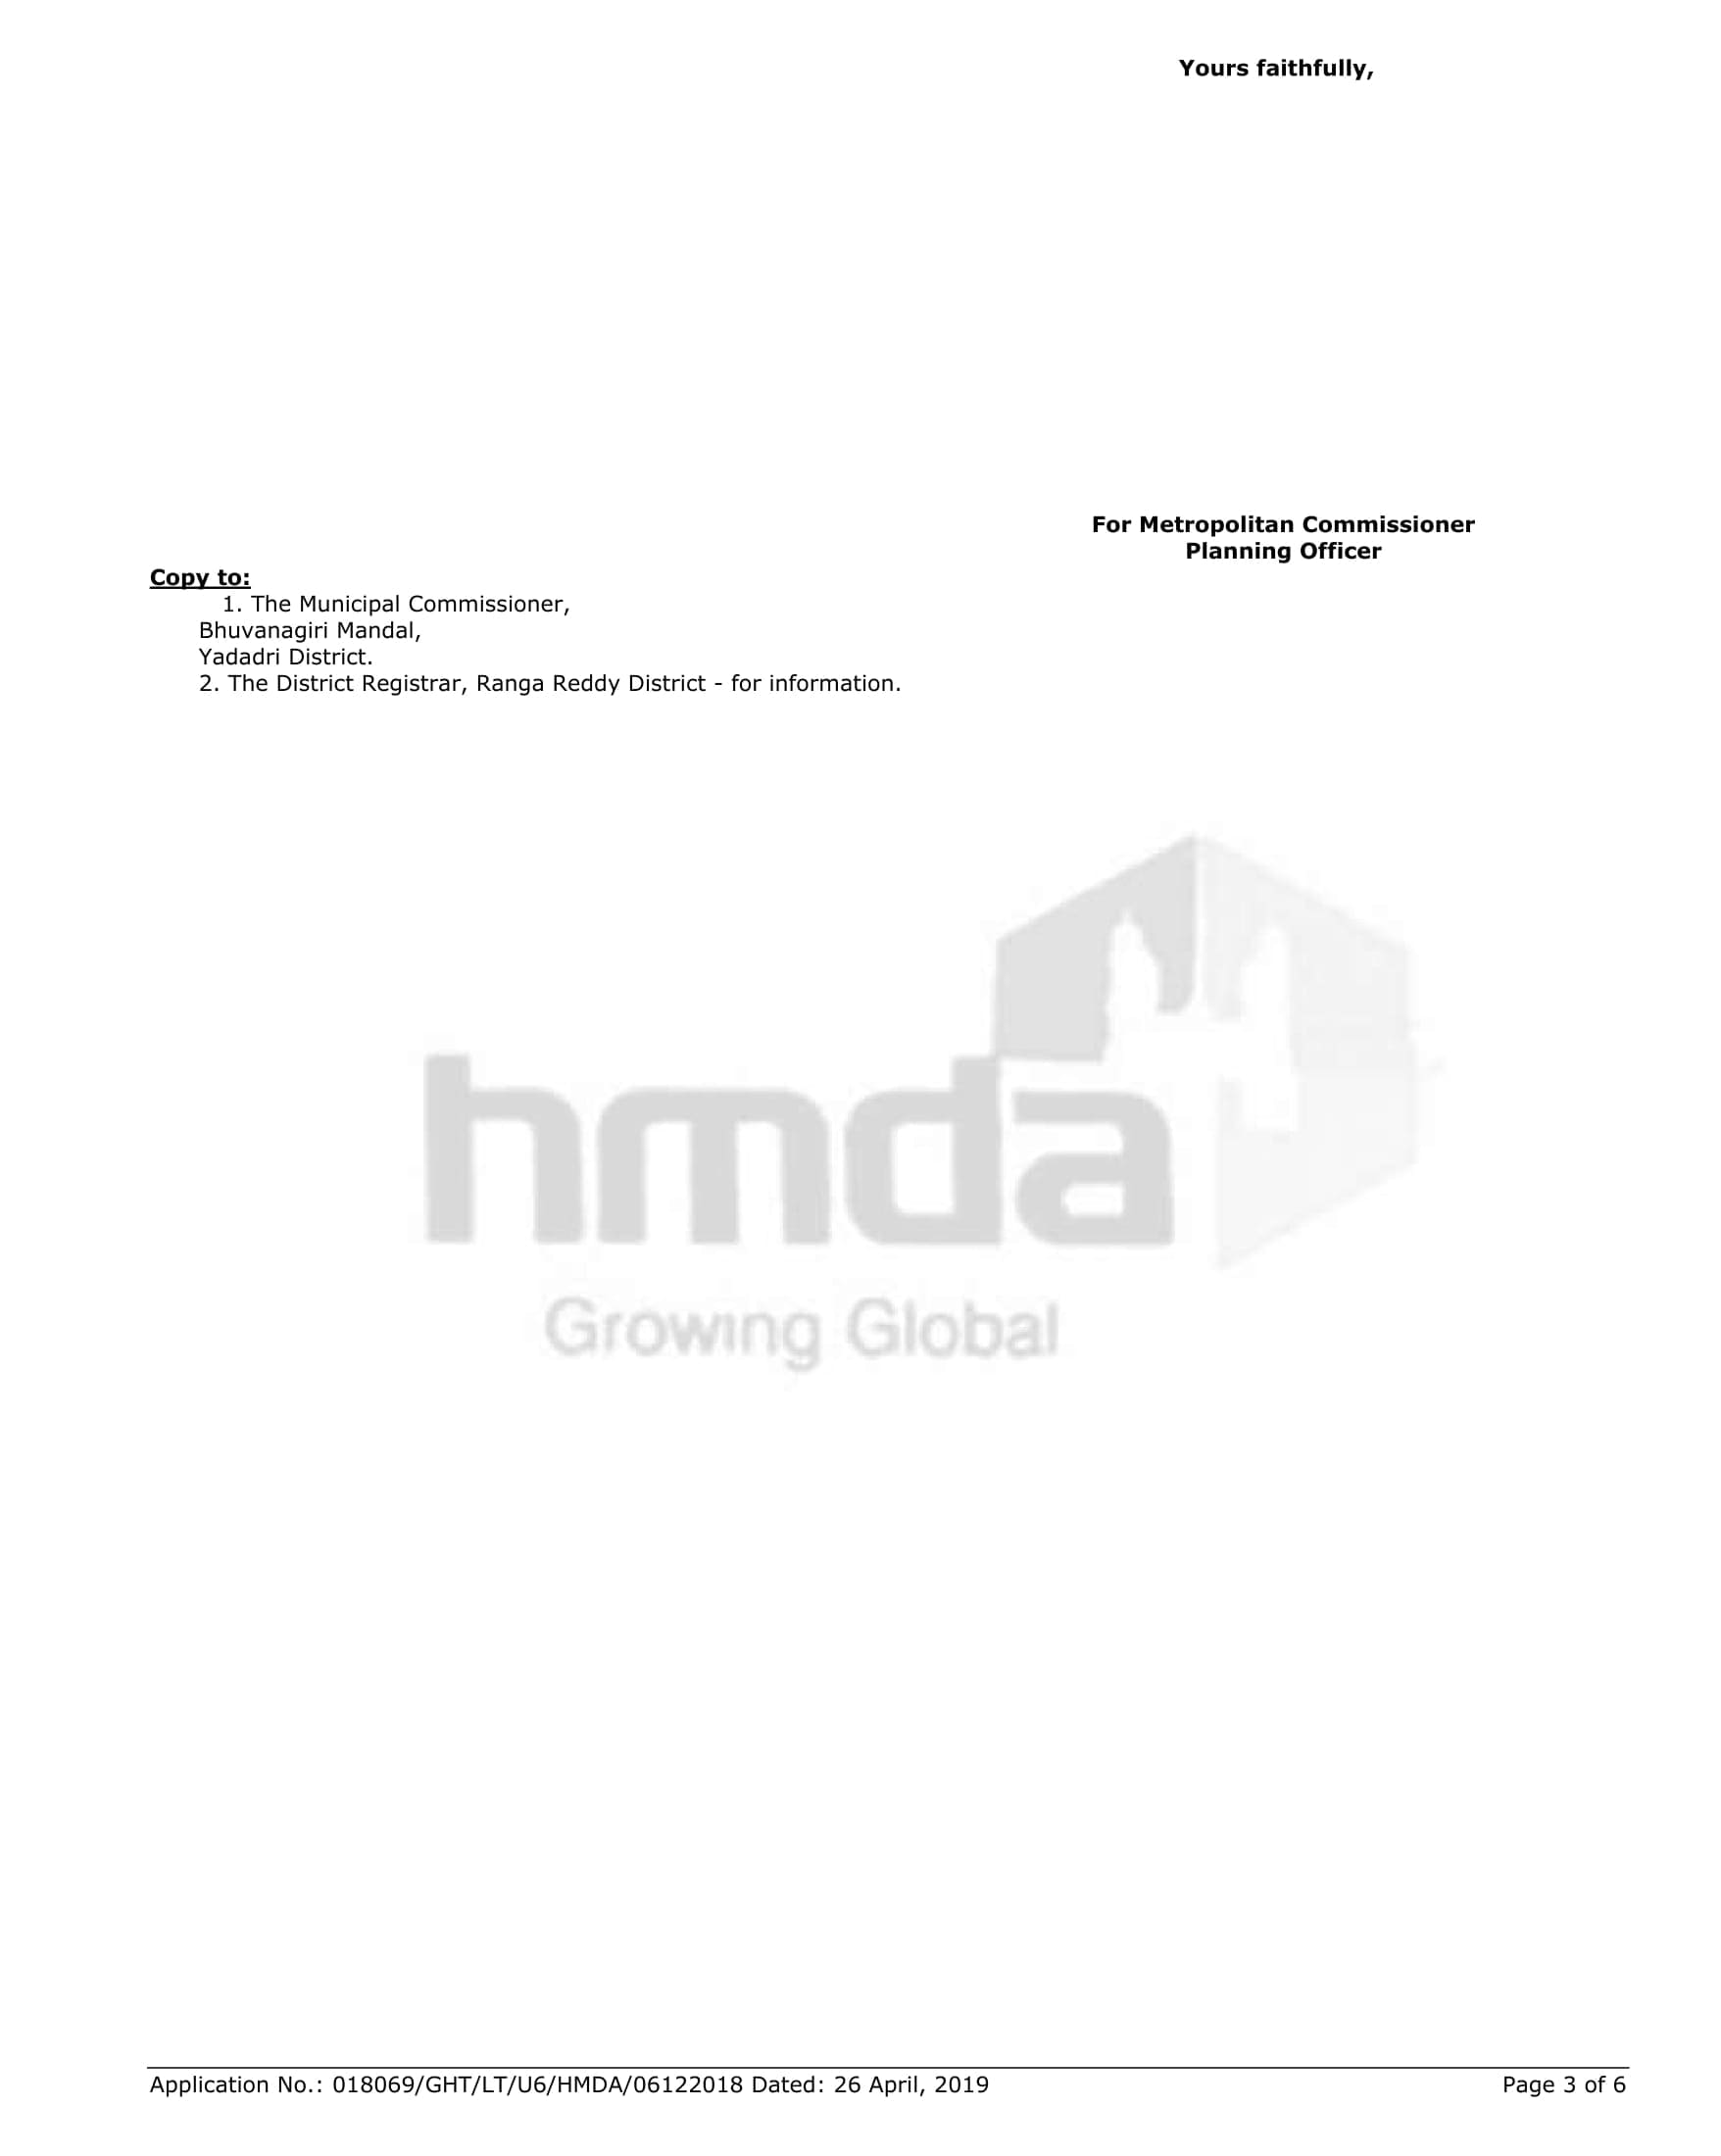 Yours faithfully,
For Metropolitan Commissioner
Planning Officer
Copy to:
1. The Municipal Commissioner,
Bhuvanagiri Mandal,
Yadadri District.
2. The District Registrar, Ranga Reddy District - for information.
hmda
Growing Global
Application No.: 018069/GHT/LT/U6/HMDA/06122018 Dated: 26 April, 2019 Page 3 of 6